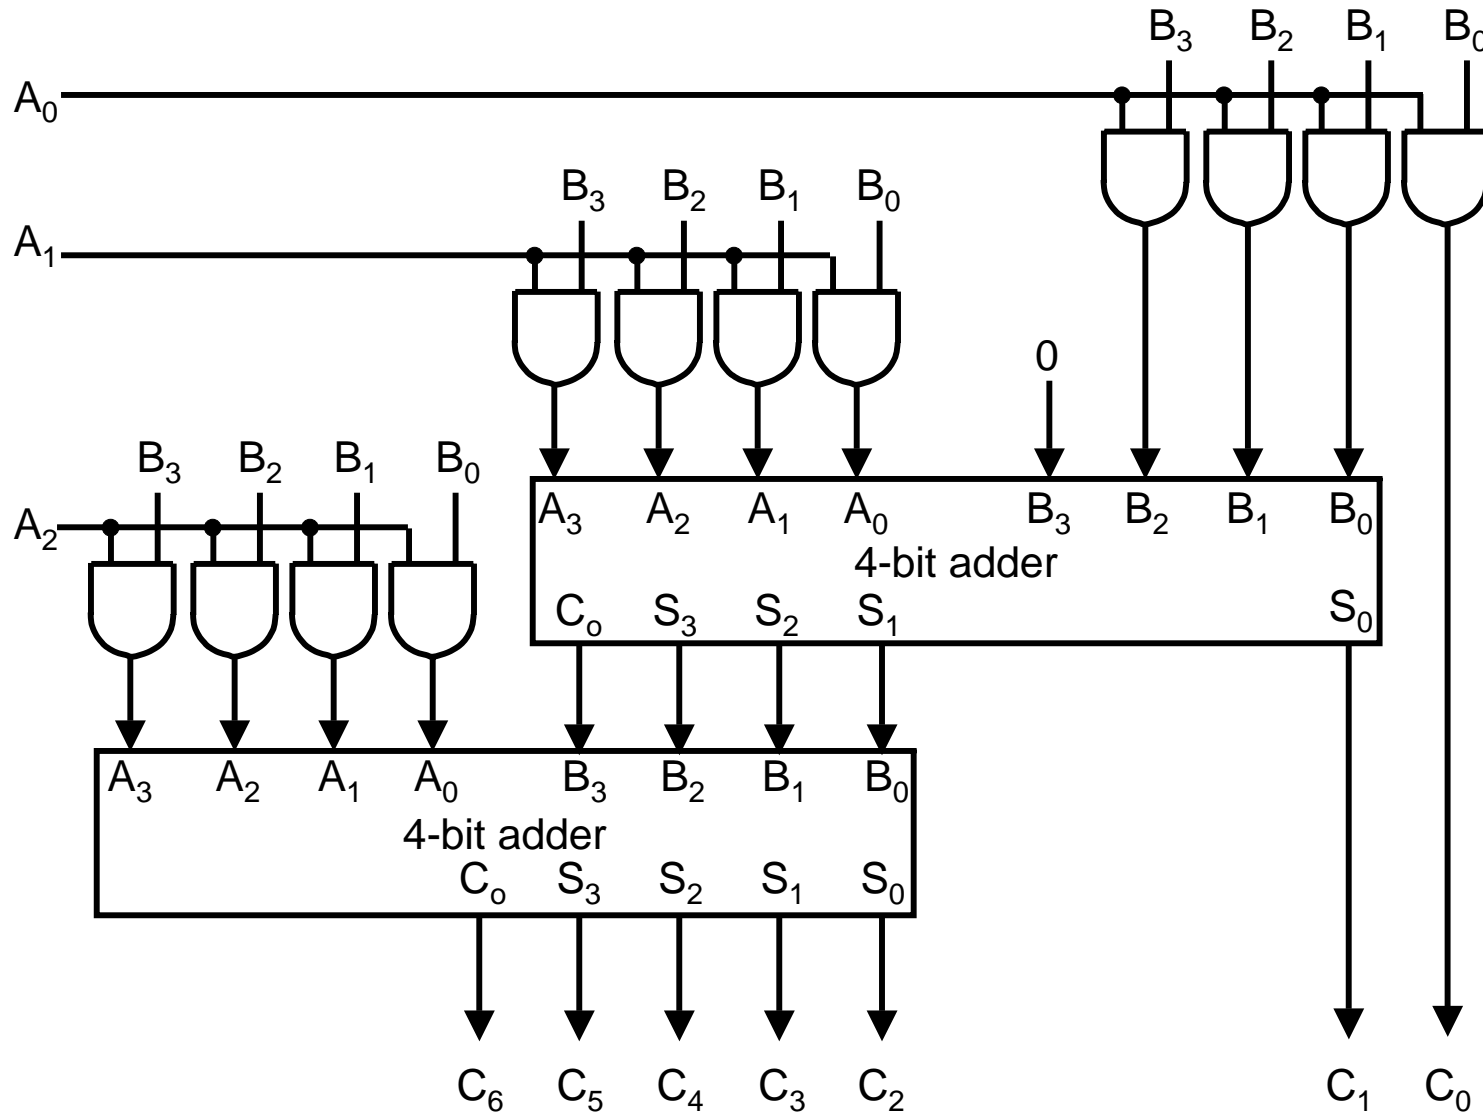 B₃ B₂ B₁ B₀
A₀
B₃ B₂ B₁ B₀
A₁
0
B₃ B₂ B₁ B₀
A₂
A₃ A₂ A₁ A₀ B₃ B₂ B₁ B₀
4-bit adder
Cₒ S₃ S₂ S₁ S₀
A₃ A₂ A₁ A₀ B₃ B₂ B₁ B₀
4-bit adder
Cₒ S₃ S₂ S₁ S₀
C₆ C₅ C₄ C₃ C₂ C₁ C₀